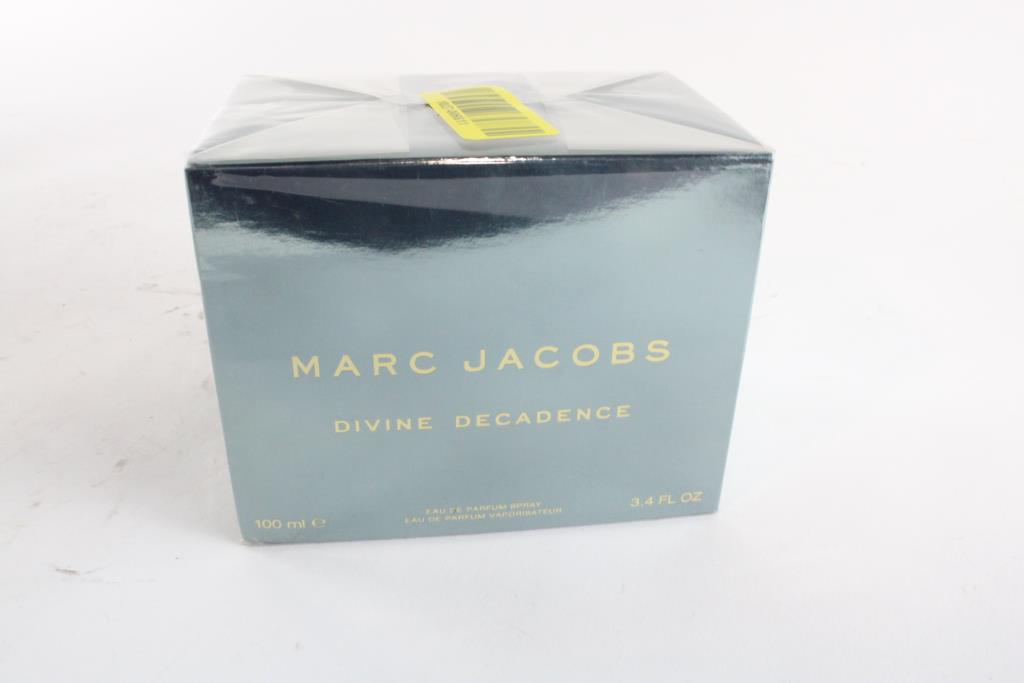 MARC JACOBS
DIVINE DECADENCE
EAU DE PARFUM SPRAY
EAU DE PARFUM VAPORISATEUR
100 ml ℮
3.4 FL OZ